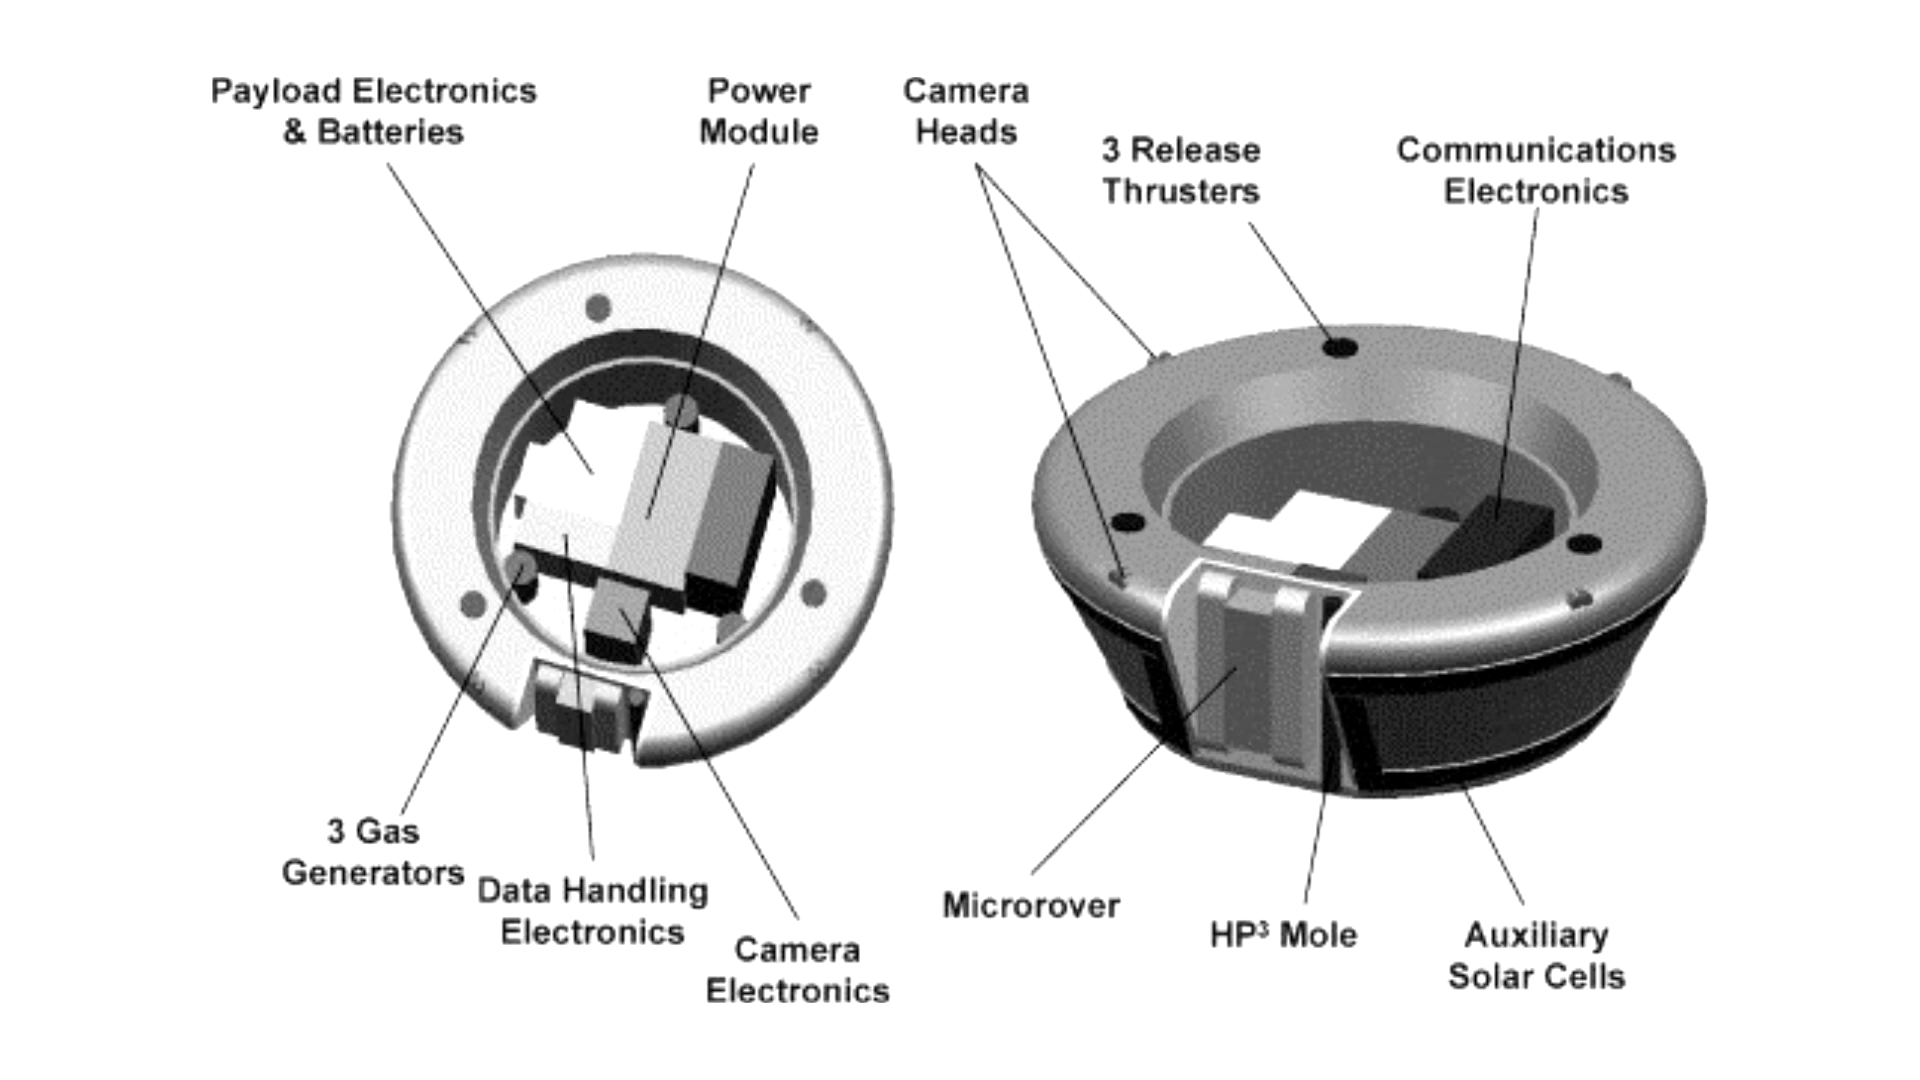 Payload Electronics
& Batteries
Power
Module
Camera
Heads
3 Release
Thrusters
Communications
Electronics
3 Gas
Generators
Data Handling
Electronics
Camera
Electronics
Microrover
HP³ Mole
Auxiliary
Solar Cells